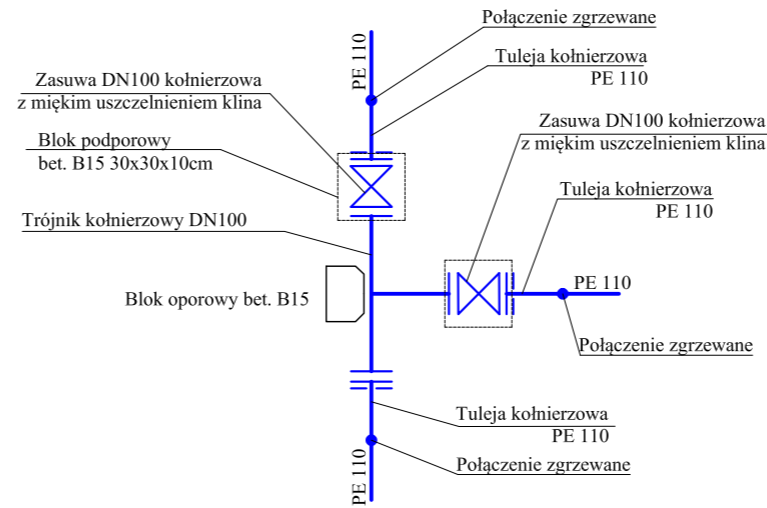 Połączenie zgrzewane
PE 110
Tuleja kołnierzowa
PE 110
Zasuwa DN100 kołnierzowa
z miękim uszczelnieniem klina
Zasuwa DN100 kołnierzowa
z miękim uszczelnieniem klina
Blok podporowy
bet. B15 30x30x10cm
Tuleja kołnierzowa
PE 110
Trójnik kołnierzowy DN100
PE 110
Blok oporowy bet. B15
Połączenie zgrzewane
Tuleja kołnierzowa
PE 110
Połączenie zgrzewane
PE 110